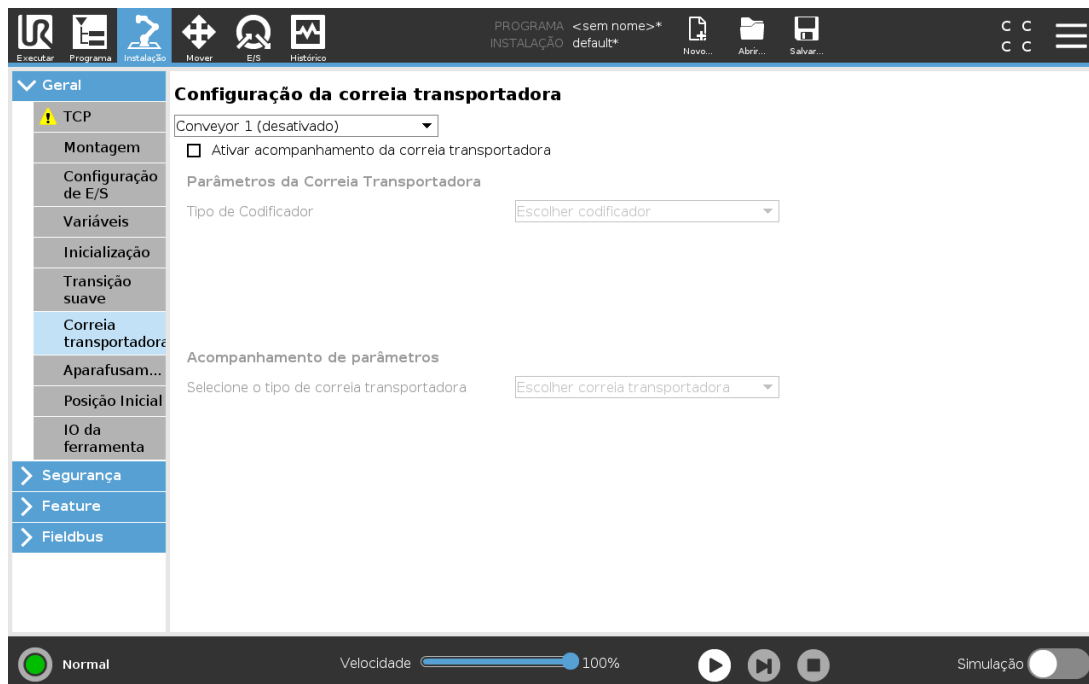 PROGRAMA <sem nome>*
INSTALAÇÃO default*
Executar Programa Instalação Mover E/S Histórico Novo... Abrir... Salvar...
C C
C C
Geral
TCP
Montagem
Configuração
de E/S
Variáveis
Inicialização
Transição
suave
Correia
transportadora
Aparafusam...
Posição Inicial
IO da
ferramenta
Segurança
Feature
Fieldbus
Configuração da correia transportadora
Conveyor 1 (desativado)
Ativar acompanhamento da correia transportadora
Parâmetros da Correia Transportadora
Tipo de Codificador Escolher codificador
Acompanhamento de parâmetros
Selecione o tipo de correia transportadora Escolher correia transportadora
Normal Velocidade 100% Simulação